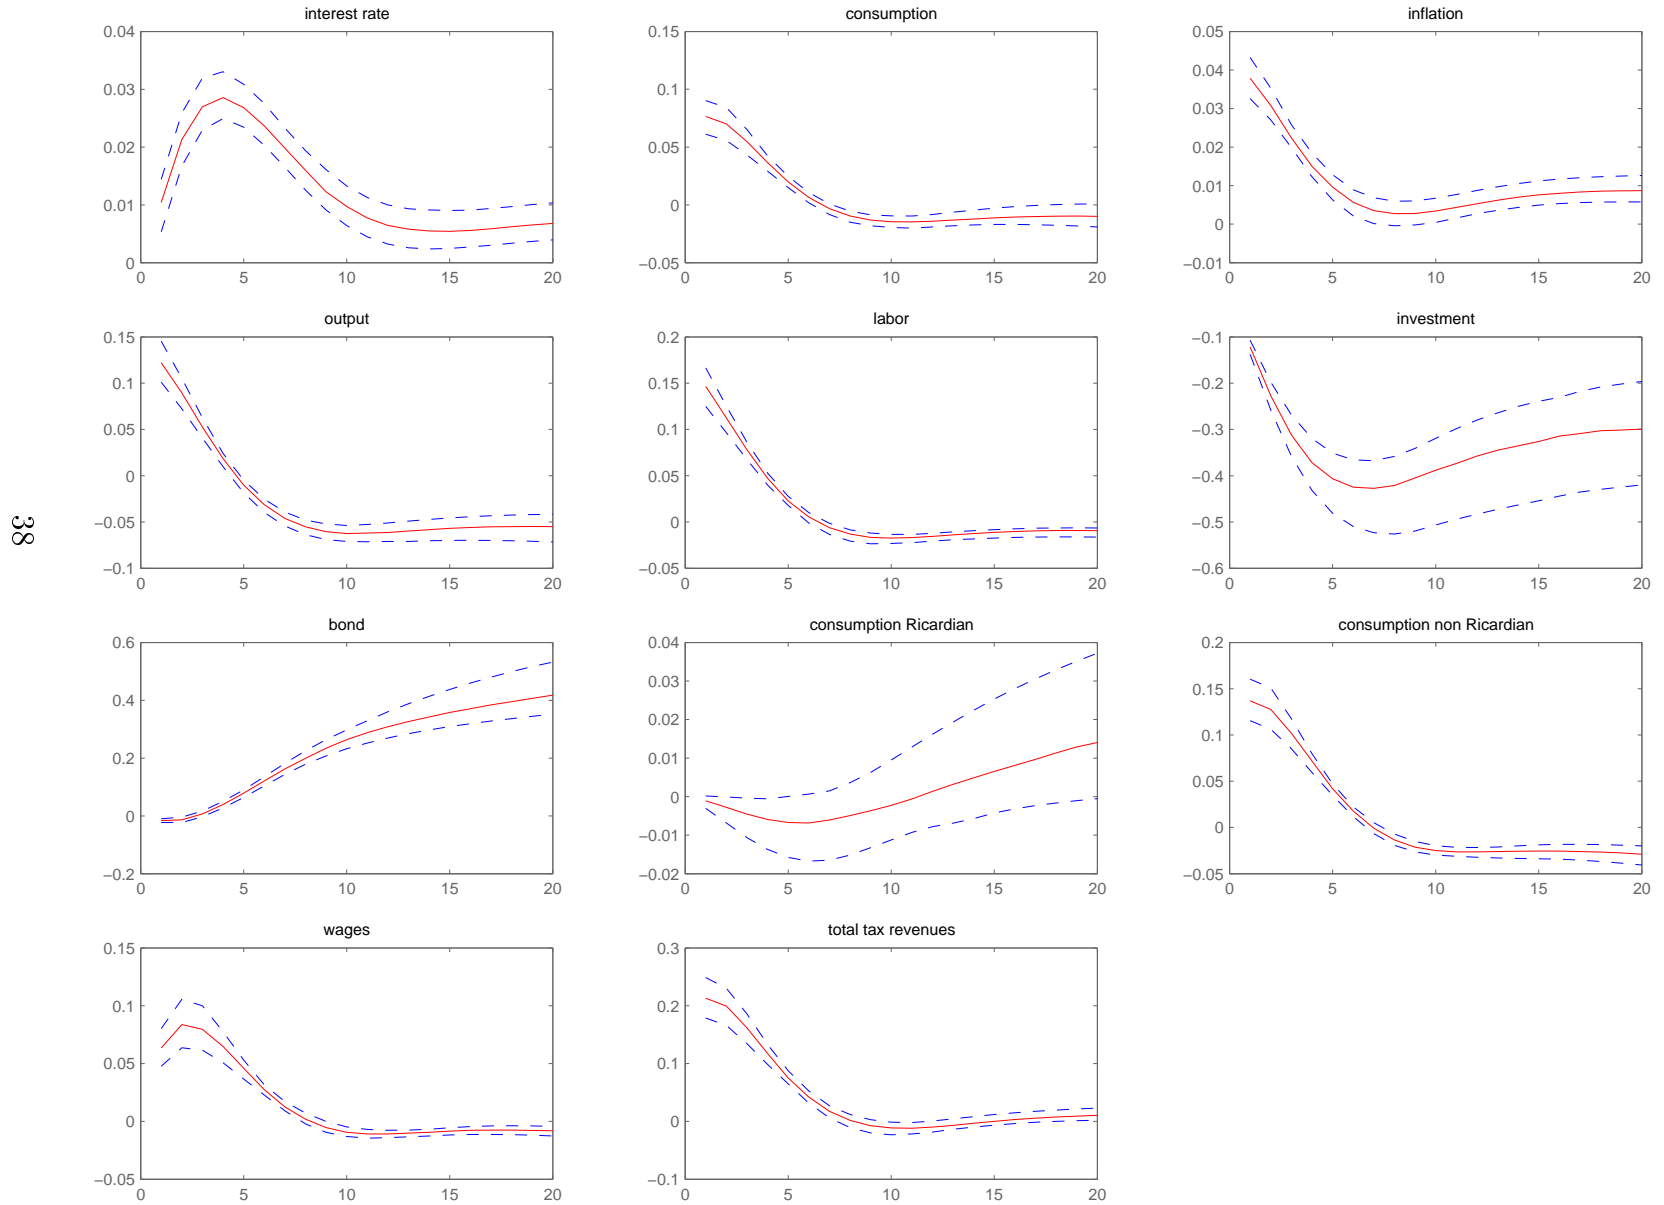 interest rate
0.04
0.03
0.02
0.01
0
0 5 10 15 20
consumption
0.15
0.1
0.05
0
−0.05
0 5 10 15 20
inflation
0.05
0.04
0.03
0.02
0.01
0
−0.01
0 5 10 15 20
output
0.15
0.1
0.05
0
−0.05
−0.1
0 5 10 15 20
labor
0.2
0.15
0.1
0.05
0
−0.05
0 5 10 15 20
investment
−0.1
−0.2
−0.3
−0.4
−0.5
−0.6
0 5 10 15 20
38
bond
0.6
0.4
0.2
0
−0.2
0 5 10 15 20
consumption Ricardian
0.04
0.03
0.02
0.01
0
−0.01
−0.02
0 5 10 15 20
consumption non Ricardian
0.2
0.15
0.1
0.05
0
−0.05
0 5 10 15 20
wages
0.15
0.1
0.05
0
−0.05
0 5 10 15 20
total tax revenues
0.3
0.2
0.1
0
−0.1
0 5 10 15 20